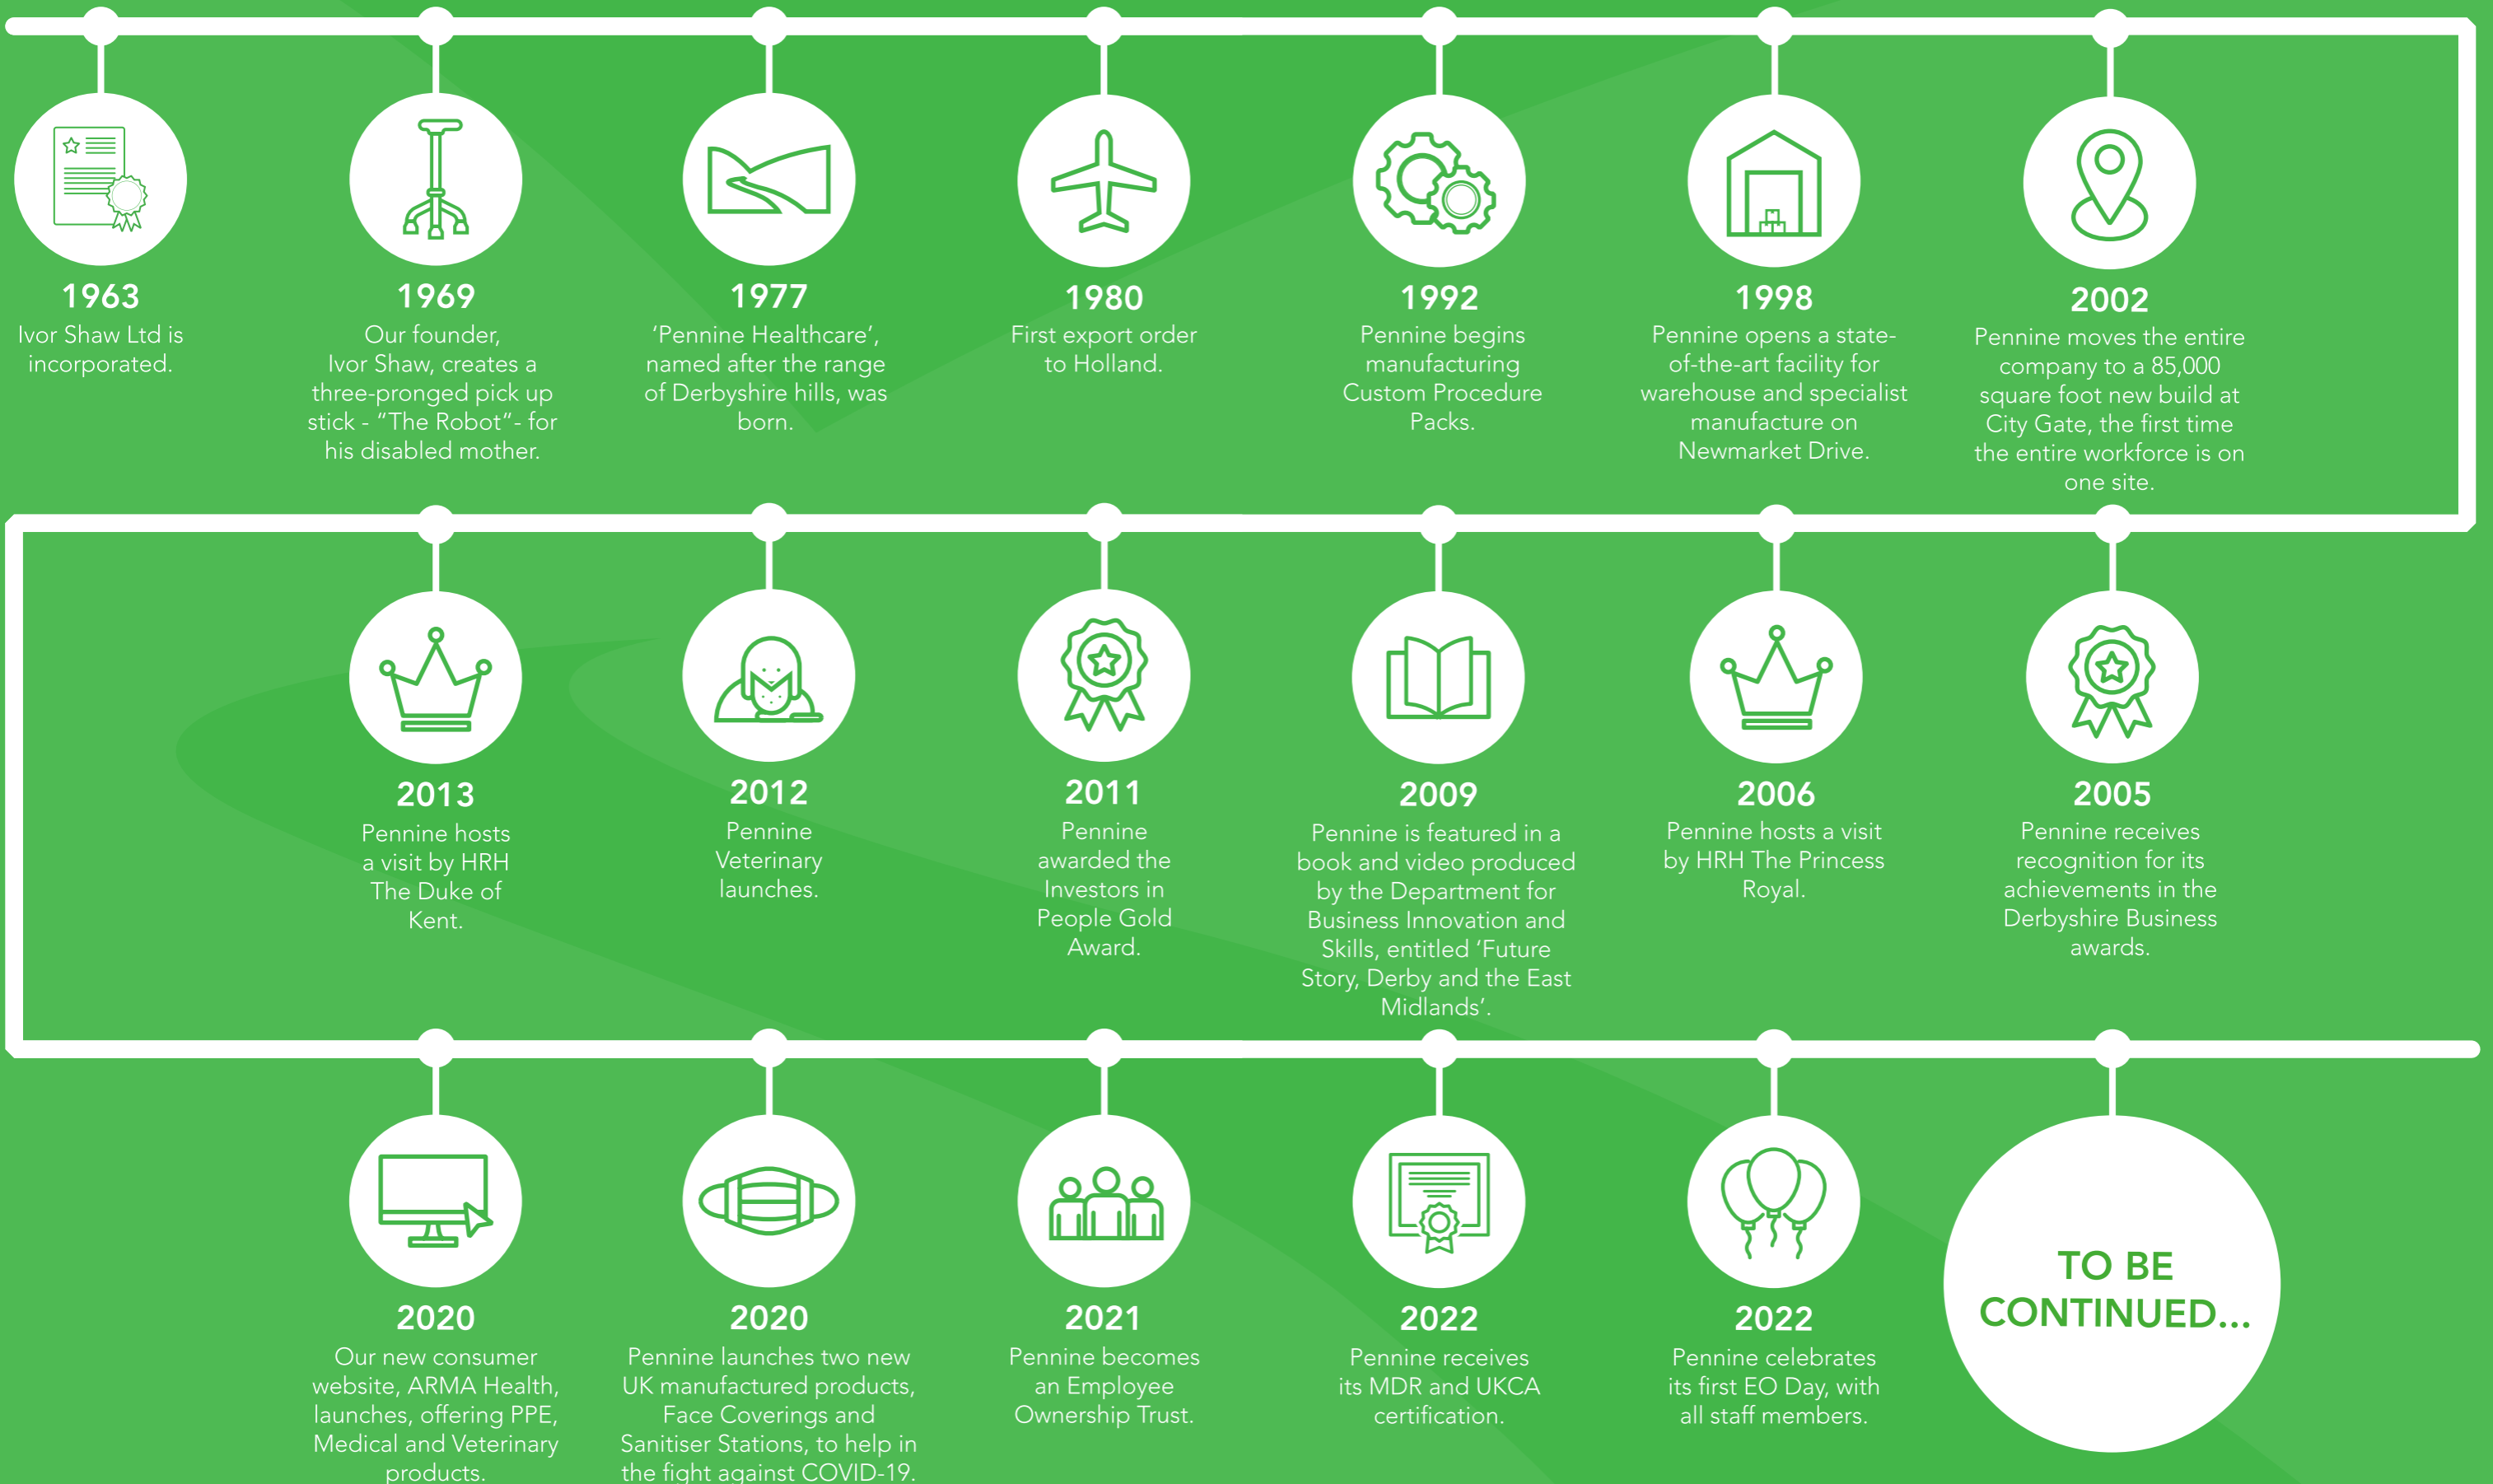 1963
Ivor Shaw Ltd is
incorporated.
1969
Our founder,
Ivor Shaw, creates a
three-pronged pick up
stick - “The Robot“- for
his disabled mother.
1977
‘Pennine Healthcare’,
named after the range
of Derbyshire hills, was
born.
1980
First export order
to Holland.
1992
Pennine begins
manufacturing
Custom Procedure
Packs.
1998
Pennine opens a state-
of-the-art facility for
warehouse and specialist
manufacture on
Newmarket Drive.
2002
Pennine moves the entire
company to a 85,000
square foot new build at
City Gate, the first time
the entire workforce is on
one site.
2005
Pennine receives
recognition for its
achievements in the
Derbyshire Business
awards.
2006
Pennine hosts a visit
by HRH The Princess
Royal.
2009
Pennine is featured in a
book and video produced
by the Department for
Business Innovation and
Skills, entitled ‘Future
Story, Derby and the East
Midlands’.
2011
Pennine
awarded the
Investors in
People Gold
Award.
2012
Pennine
Veterinary
launches.
2013
Pennine hosts
a visit by HRH
The Duke of
Kent.
2020
Our new consumer
website, ARMA Health,
launches, offering PPE,
Medical and Veterinary
products.
2020
Pennine launches two new
UK manufactured products,
Face Coverings and
Sanitiser Stations, to help in
the fight against COVID-19.
2021
Pennine becomes
an Employee
Ownership Trust.
2022
Pennine receives
its MDR and UKCA
certification.
2022
Pennine celebrates
its first EO Day, with
all staff members.
TO BE
CONTINUED...